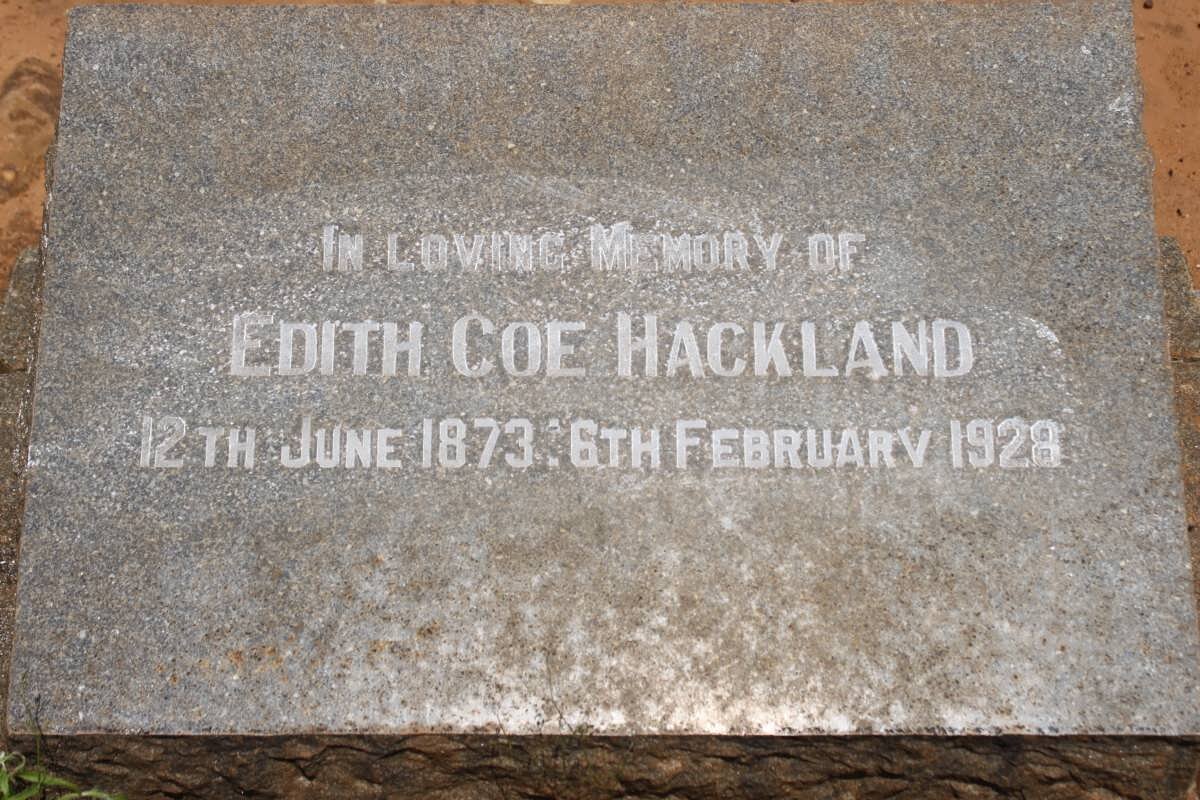 In loving Memory of
Edith Coe Hackland
12th June 1873 : 6th February 1928